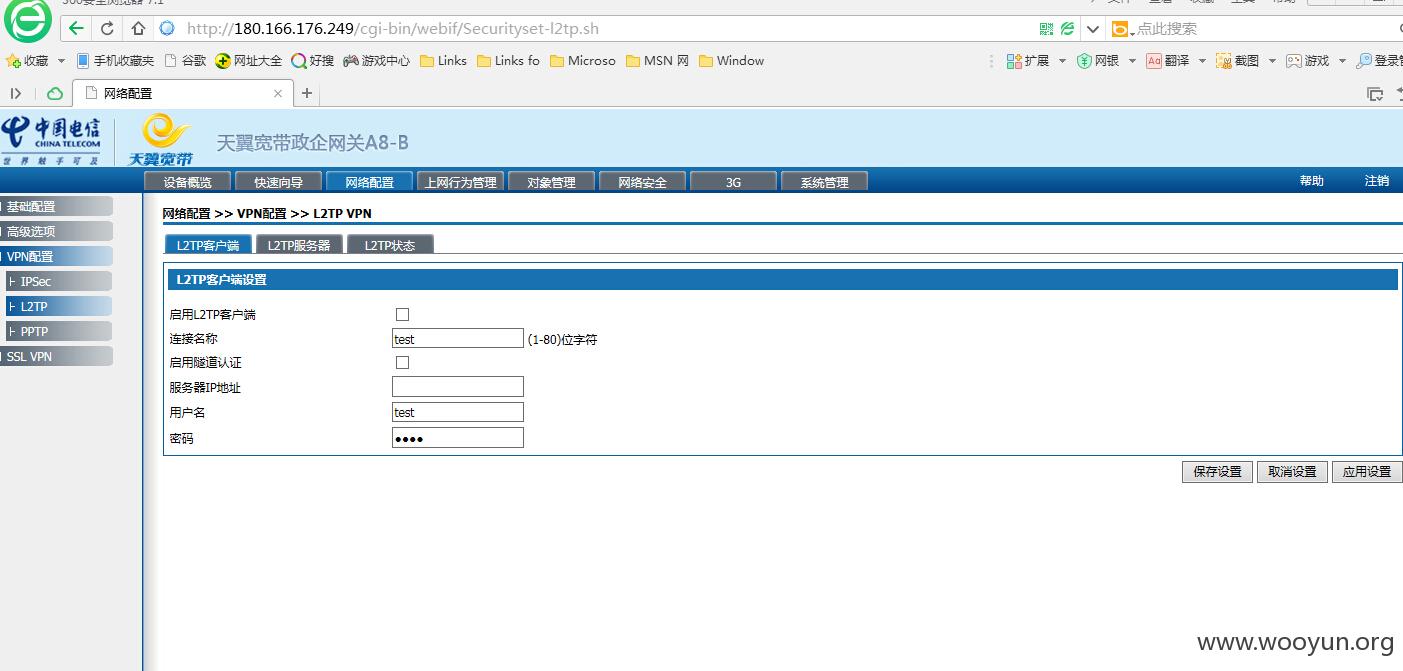 360安全浏览器 7.1
http://180.166.176.249/cgi-bin/webif/Securityset-l2tp.sh 点此搜索
收藏 手机收藏夹 谷歌 网址大全 好搜 游戏中心 Links Links fo Microso MSN 网 Window 扩展 网银 翻译 截图 游戏
网络配置
中国电信
CHINA TELECOM
世界触手可及
天翼宽带
天翼宽带政企网关A8-B
设备概览 快速向导 网络配置 上网行为管理 对象管理 网络安全 3G 系统管理 帮助 注销
基础配置
高级选项
VPN配置
IPSec
L2TP
PPTP
SSL VPN
网络配置 >> VPN配置 >> L2TP VPN
L2TP客户端 L2TP服务器 L2TP状态
L2TP客户端设置
启用L2TP客户端
连接名称 test (1-80)位字符
启用隧道认证
服务器IP地址
用户名 test
密码 ●●●●
保存设置 取消设置 应用设置
www.wooyun.org